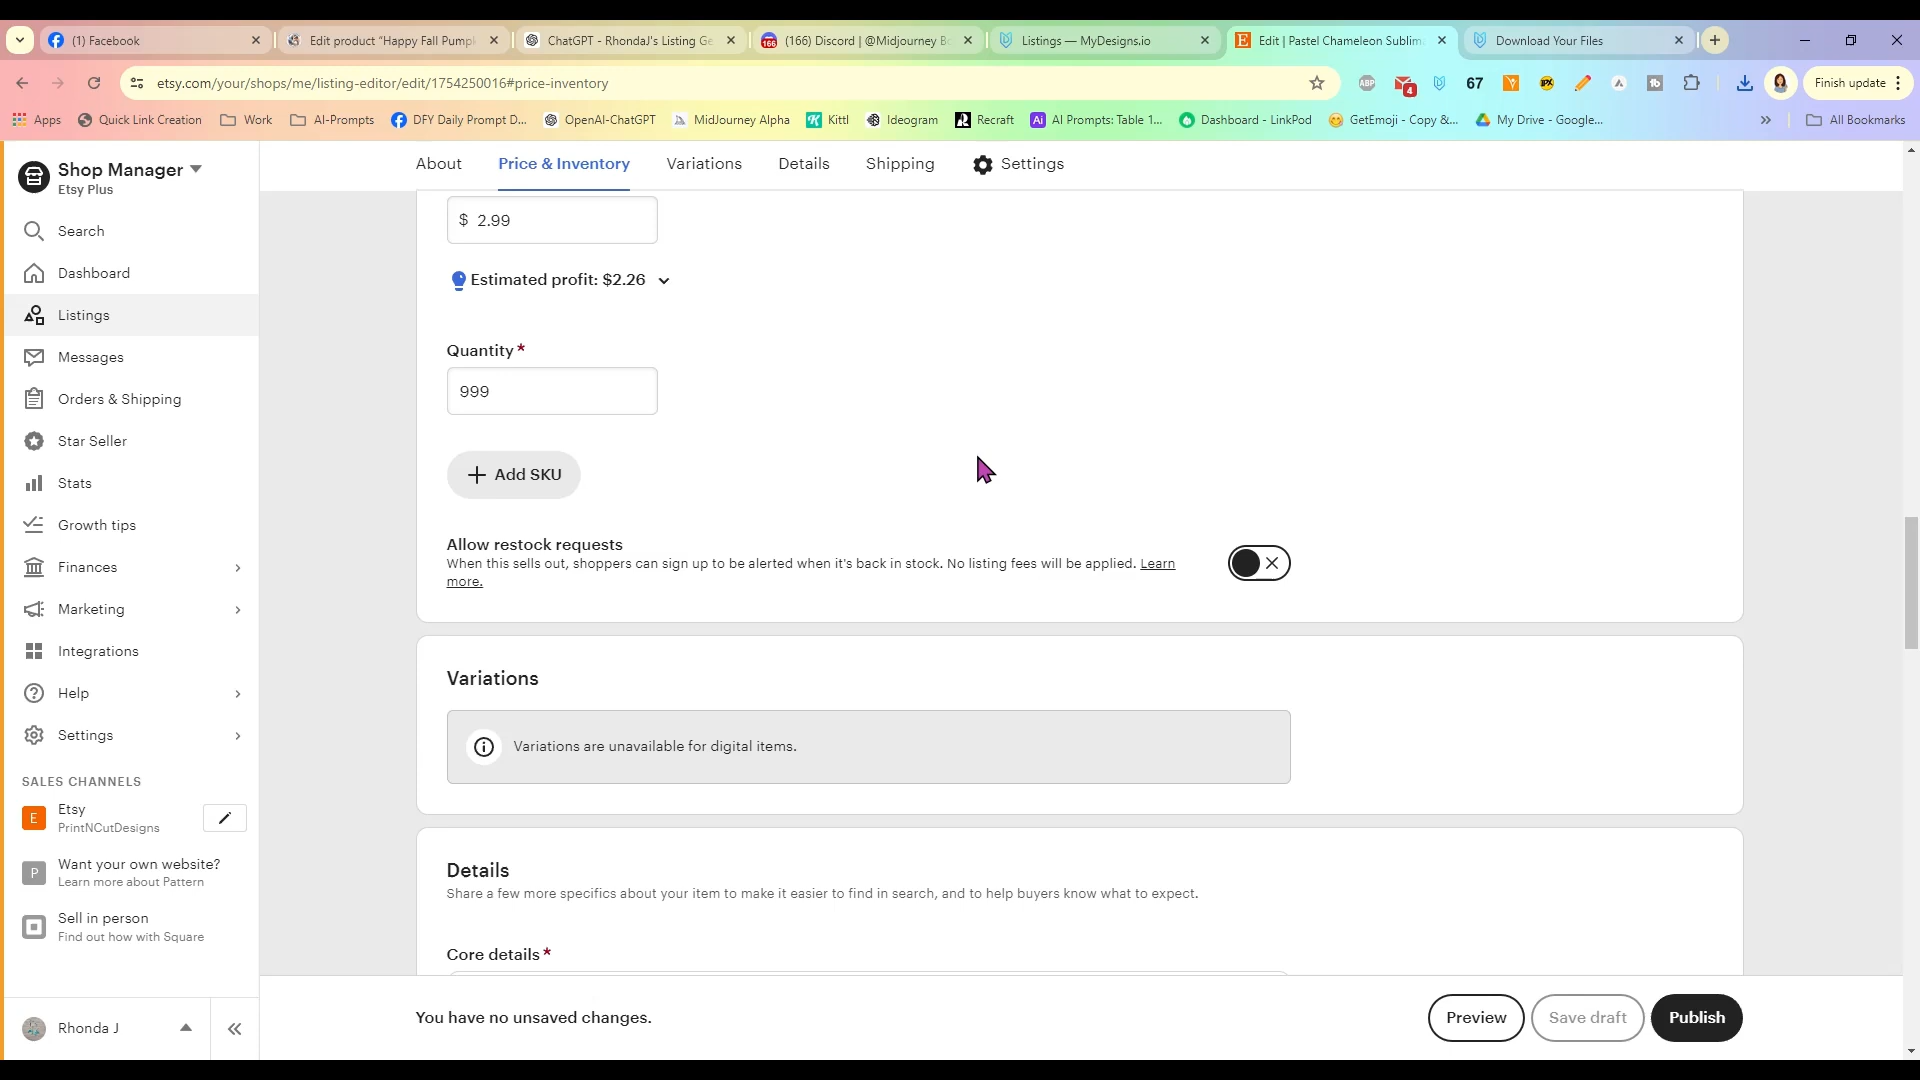 (1) Facebook
Edit product “Happy Fall Pumpl
ChatGPT - RhondaJ's Listing Ge
(166) Discord | @Midjourney Bo
Listings — MyDesigns.io
Edit | Pastel Chameleon Sublima
Download Your Files
etsy.com/your/shops/me/listing-editor/edit/1754250016#price-inventory
ABP
4
67
Finish update
Apps
Quick Link Creation
Work
AI-Prompts
DFY Daily Prompt D...
OpenAI-ChatGPT
MidJourney Alpha
Kittl
Ideogram
Recraft
AI Prompts: Table 1...
Dashboard - LinkPod
GetEmoji - Copy &...
My Drive - Google...
All Bookmarks
Shop Manager
Etsy Plus
About
Price & Inventory
Variations
Details
Shipping
Settings
Search
Dashboard
Listings
Messages
Orders & Shipping
Star Seller
Stats
Growth tips
Finances
Marketing
Integrations
Help
Settings
SALES CHANNELS
E
Etsy
PrintNCutDesigns
P
Want your own website?
Learn more about Pattern
Sell in person
Find out how with Square
Rhonda J
$ 2.99
Estimated profit: $2.26
Quantity *
999
+ Add SKU
Allow restock requests
When this sells out, shoppers can sign up to be alerted when it's back in stock. No listing fees will be applied. Learn
more.
Variations
Variations are unavailable for digital items.
Details
Share a few more specifics about your item to make it easier to find in search, and to help buyers know what to expect.
Core details *
You have no unsaved changes.
Preview
Save draft
Publish